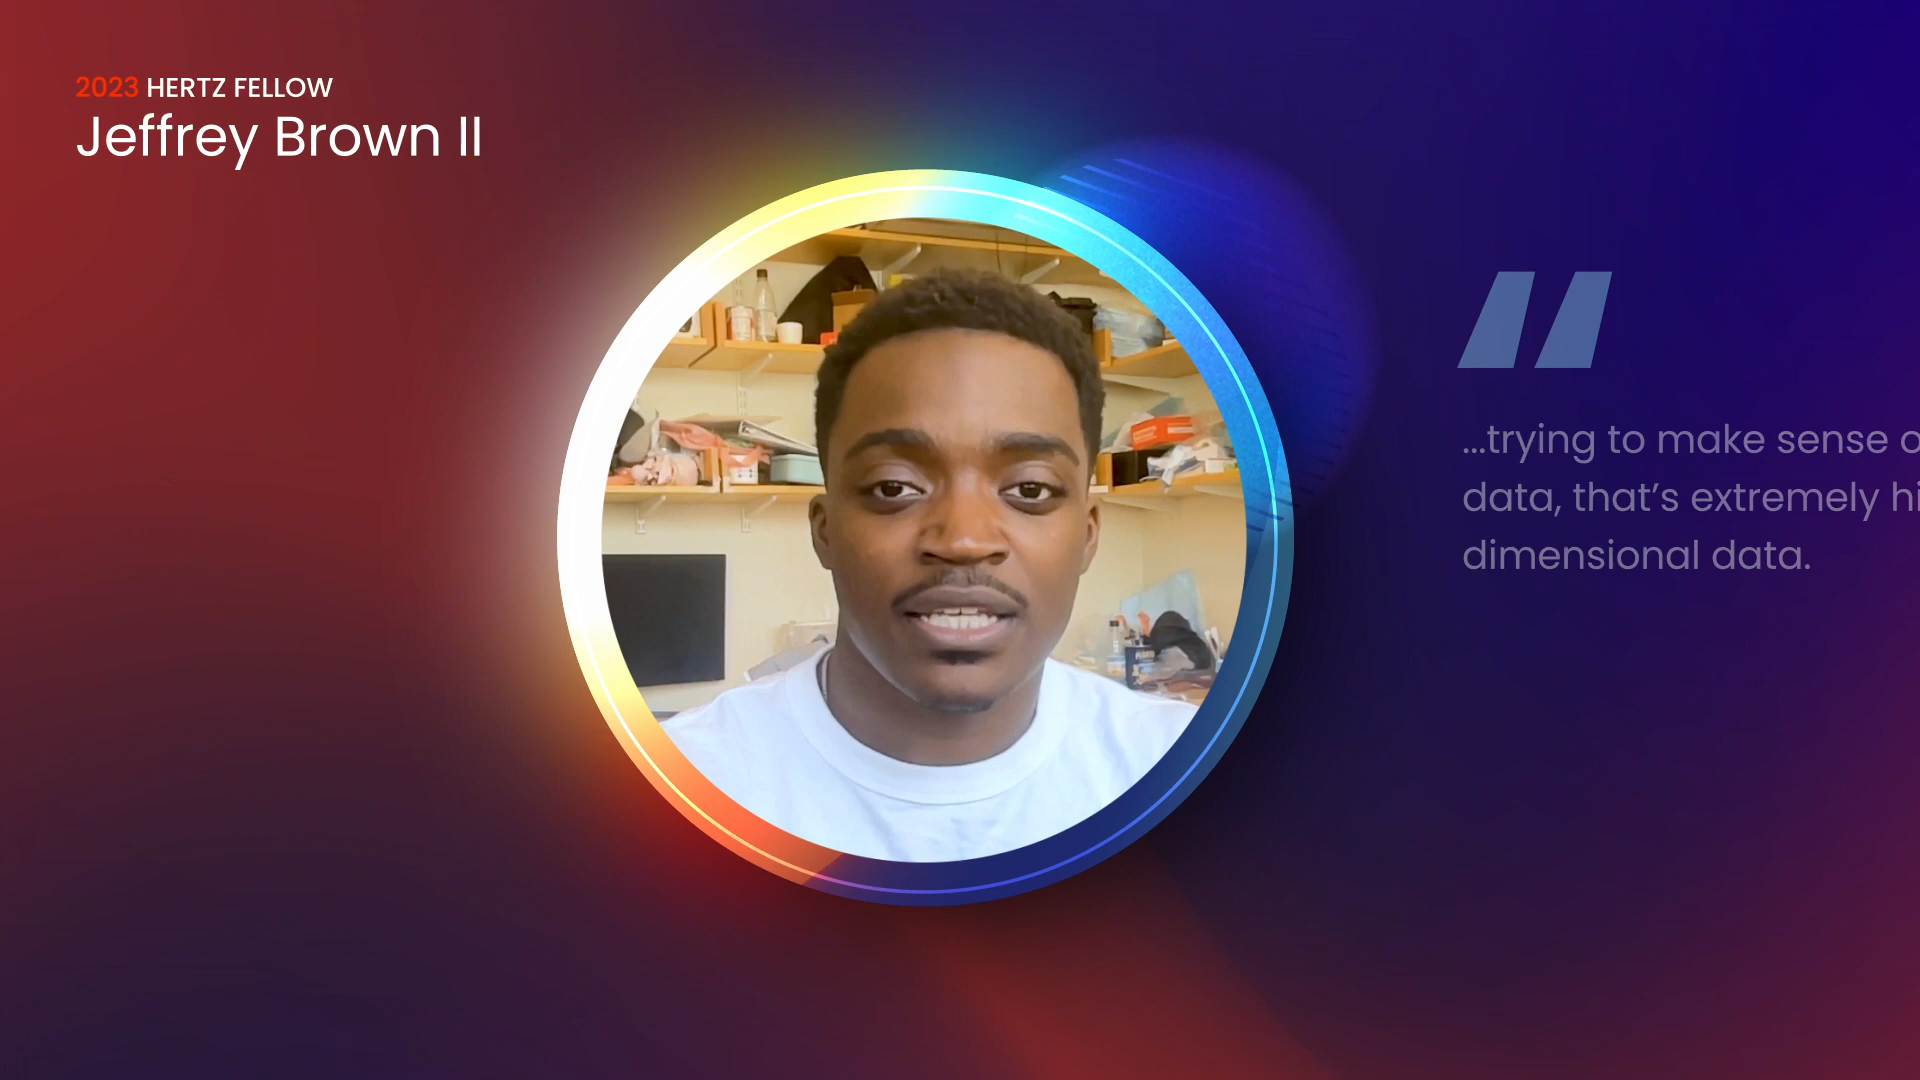 2023 HERTZ FELLOW
Jeffrey Brown II
...trying to make sense
data, that’s extremely
dimensional data.